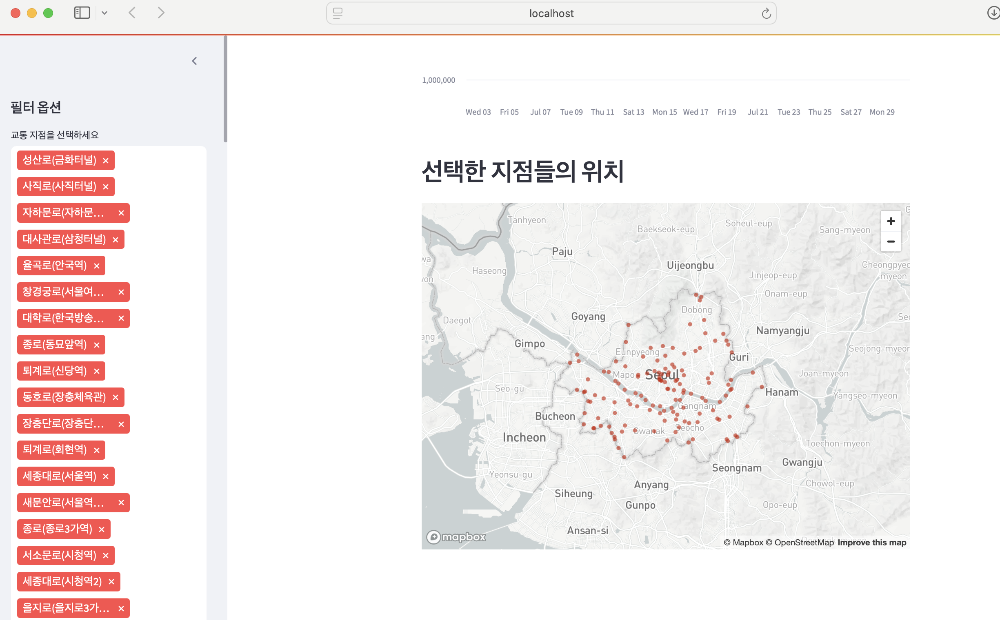 localhost
필터 옵션
교통 지점을 선택하세요
성산로(금화터널) ×
사직로(사직터널) ×
자하문로(자하문... ×
대사관로(삼청터널) ×
율곡로(안국역) ×
창경궁로(서울여... ×
대학로(한국방송... ×
종로(동묘앞역) ×
퇴계로(신당역) ×
동호로(장충체육관) ×
장충단로(장충단... ×
퇴계로(회현역) ×
세종대로(서울역) ×
새문안로(서울역... ×
종로(종로3가역) ×
서소문로(시청역) ×
세종대로(시청역2) ×
을지로(을지로3가... ×
1,000,000
Wed 03 Fri 05 Jul 07 Tue 09 Thu 11 Sat 13 Mon 15 Wed 17 Fri 19 Jul 21 Tue 23 Thu 25 Sat 27 Mon 29
선택한 지점들의 위치
Tanhyeon
Baekseok-eup
Soheul-eup
Sang-myeon
Paju
Uijeongbu
Cheongpyeo
myeon
Haseong
Jinjeop-eup
Onam-eup
Dobong
Goyang
Daegot
Namyangju
Gimpo
Eunpyeong
Seojong-myeon
Guri
Mapo
Seoul
Joan-myeon
Seo-gu
Hanam
Yangseo-myeon
Gangnam
Bucheon
Gwanak
Seocho
Incheon
Toechon-myeon
Gwangju
Seongnam
Yeonsu-gu
Anyang
Chowol-eup
Siheung
Gunpo
Opo-eup
Ansan-si
mapbox
© Mapbox © OpenStreetMap Improve this map